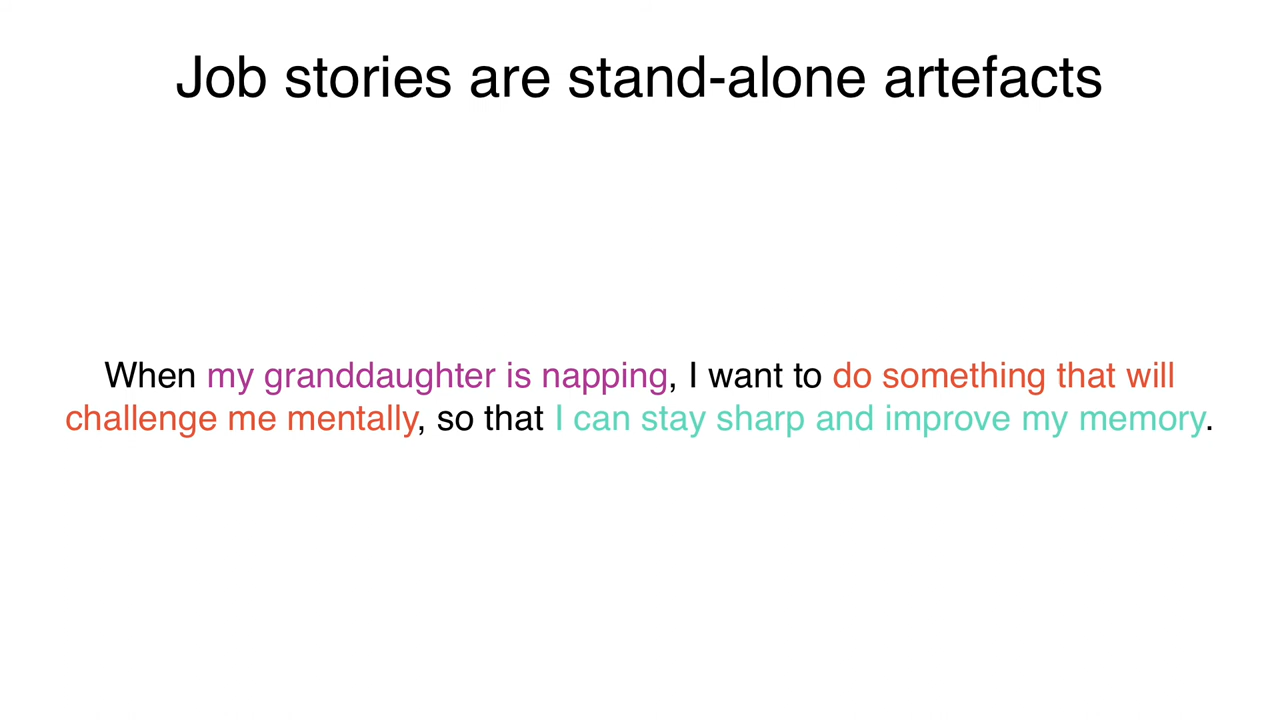 Job stories are stand-alone artefacts
When my granddaughter is napping, I want to do something that will
challenge me mentally, so that I can stay sharp and improve my memory.